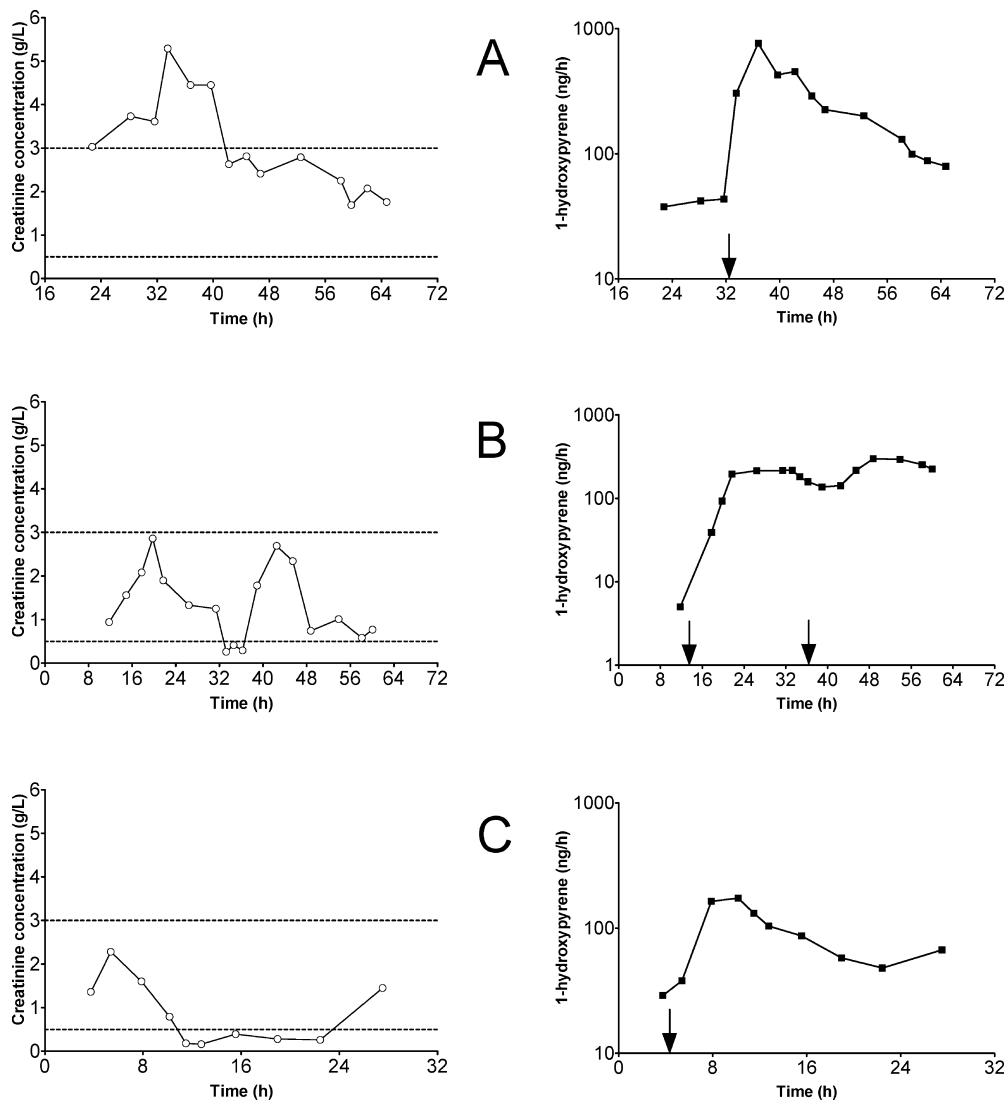 Creatinine concentration (g/L)
6
5
4
3
2
1
0
16 24 32 40 48 56 64 72
Time (h)
A
1-hydroxypyrene (ng/h)
1000
100
10
16 24 32 40 48 56 64 72
Time (h)
Creatinine concentration (g/L)
6
5
4
3
2
1
0
0 8 16 24 32 40 48 56 64 72
Time (h)
B
1-hydroxypyrene (ng/h)
1000
100
10
1
0 8 16 24 32 40 48 56 64 72
Time (h)
Creatinine concentration (g/L)
6
5
4
3
2
1
0
0 8 16 24 32
Time (h)
C
1-hydroxypyrene (ng/h)
1000
100
10
0 8 16 24 32
Time (h)